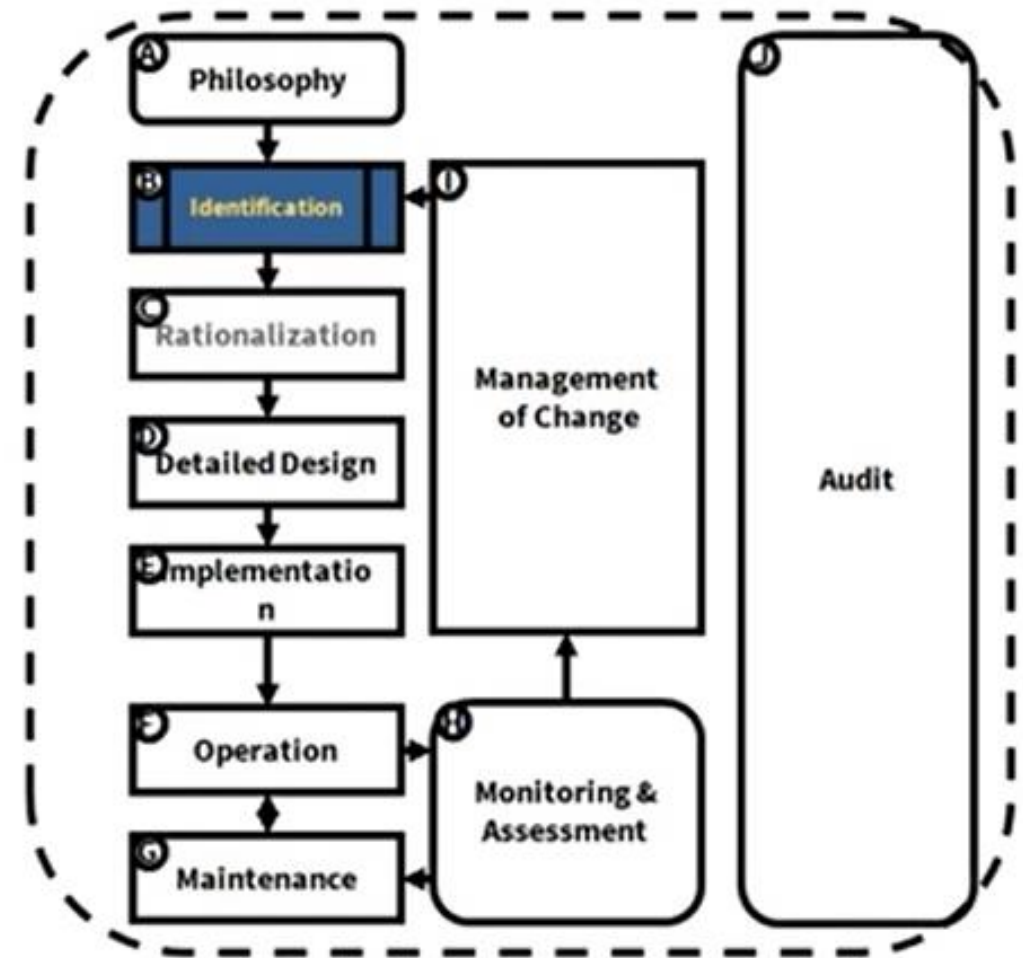 A
Philosophy
B
Identification
C
Rationalization
D
Detailed Design
E
Implementatio
n
F
Operation
G
Maintenance
H
Monitoring &
Assessment
I
Management
of Change
J
Audit